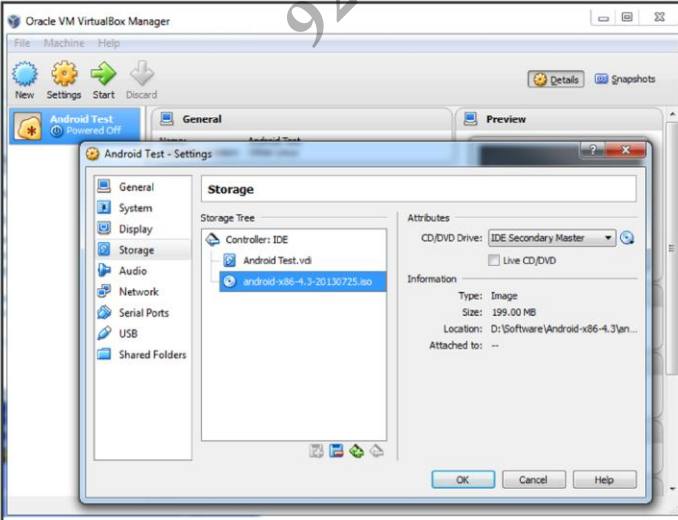 Oracle VM VirtualBox Manager
File Machine Help
New Settings Start Discard
Details Snapshots
Android Test
Powered Off
General
Preview
Android Test - Settings
General
System
Display
Storage
Audio
Network
Serial Ports
USB
Shared Folders
Storage
Storage Tree
Controller: IDE
Android Test.vdi
android-x86-4.3-20130725.iso
Attributes
CD/DVD Drive: IDE Secondary Master
Live CD/DVD
Information
Type: Image
Size: 199.00 MB
Location: D:\Software\Android-x86-4.3\an...
Attached to: --
OK Cancel Help